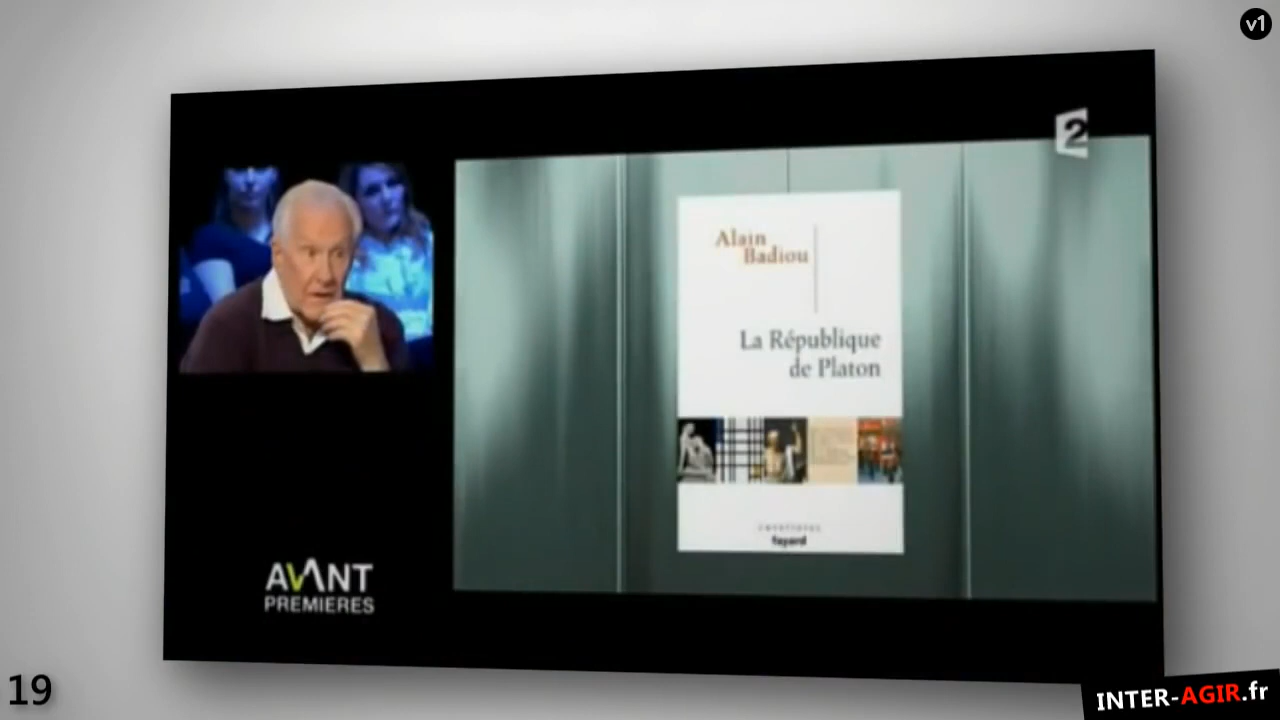 v1
2
Alain
Badiou
La République
de Platon
fayard
AVANT
PREMIERES
19
INTER-AGIR.fr